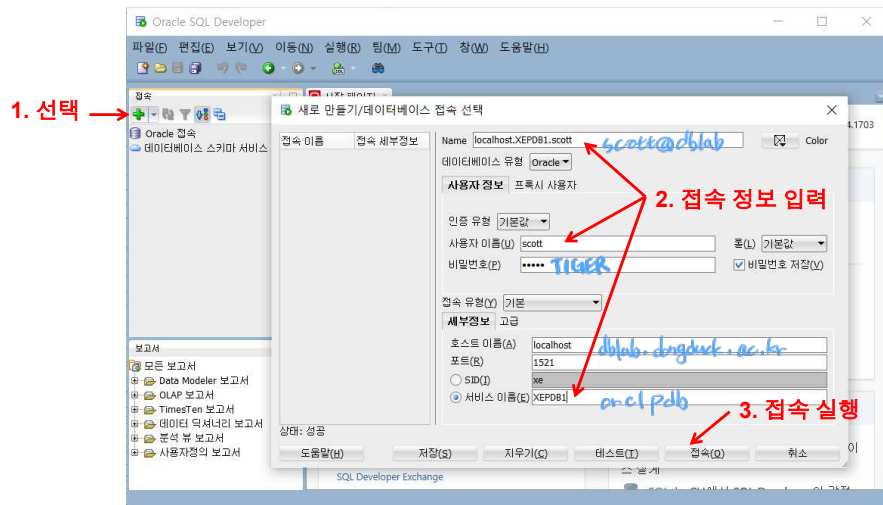 Oracle SQL Developer
파일(F) 편집(E) 보기(V) 이동(N) 실행(R) 팀(M) 도구(T) 창(W) 도움말(H)
접속
시작 페이지
1. 선택
Oracle 접속
데이터베이스 스키마 서비스
4.1703
새로 만들기/데이터베이스 접속 선택
접속 이름 접속 세부정보
Name localhost.XEPDB1.scott scott@dblab Color
데이터베이스 유형 Oracle
사용자 정보 프록시 사용자
2. 접속 정보 입력
인증 유형 기본값
사용자 이름(U) scott 롤(L) 기본값
비밀번호(P) ••••• TIGER 비밀번호 저장(V)
접속 유형(Y) 기본
세부정보 고급
호스트 이름(A) localhost dblab.dongduck.ac.kr
포트(R) 1521
SID(I) xe
서비스 이름(E) XEPDB1 orclpdb
3. 접속 실행
상태: 성공
도움말(H) 저장(S) 지우기(C) 테스트(T) 접속(O) 취소
보고서
모든 보고서
Data Modeler 보고서
OLAP 보고서
TimesTen 보고서
데이터 딕셔너리 보고서
분석 뷰 보고서
사용자정의 보고서
SQL Developer Exchange